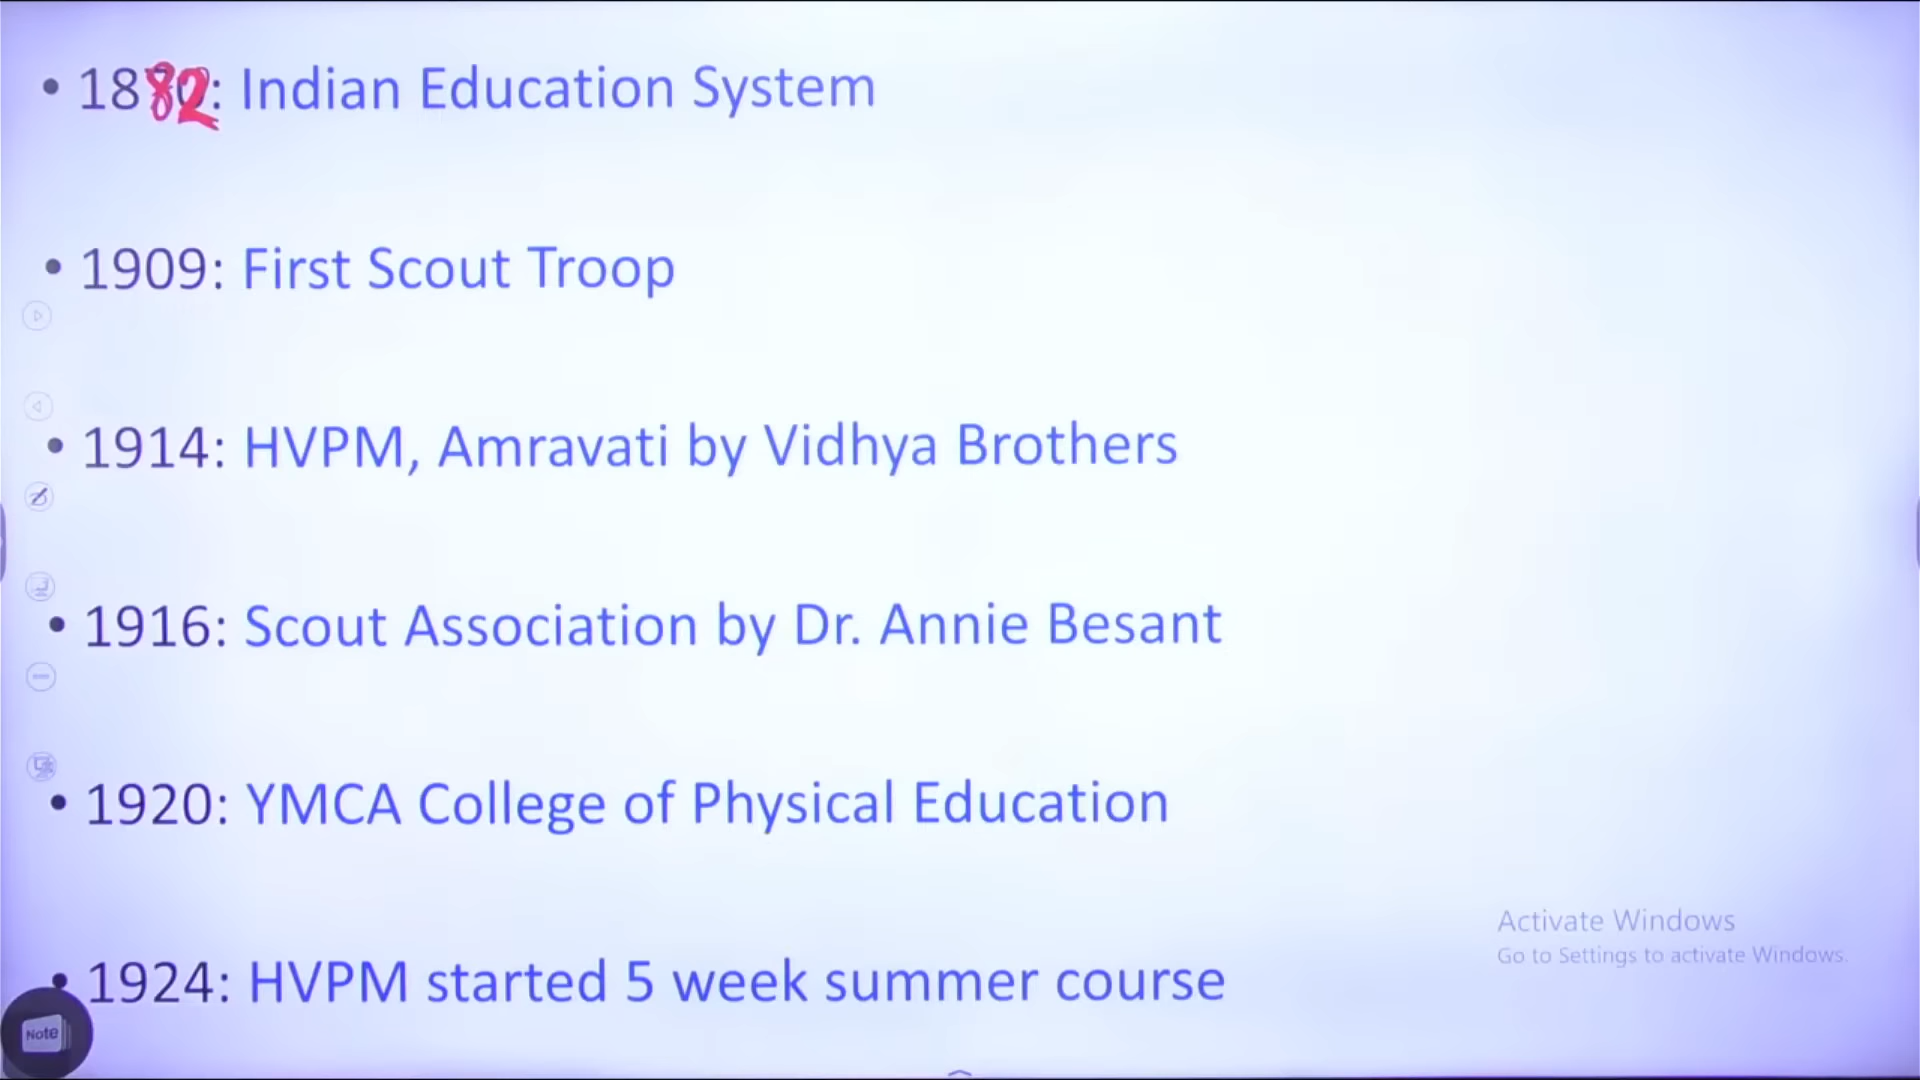 • 1882: Indian Education System
• 1909: First Scout Troop
• 1914: HVPM, Amravati by Vidhya Brothers
• 1916: Scout Association by Dr. Annie Besant
• 1920: YMCA College of Physical Education
Activate Windows
Go to Settings to activate Windows.
• 1924: HVPM started 5 week summer course
Note